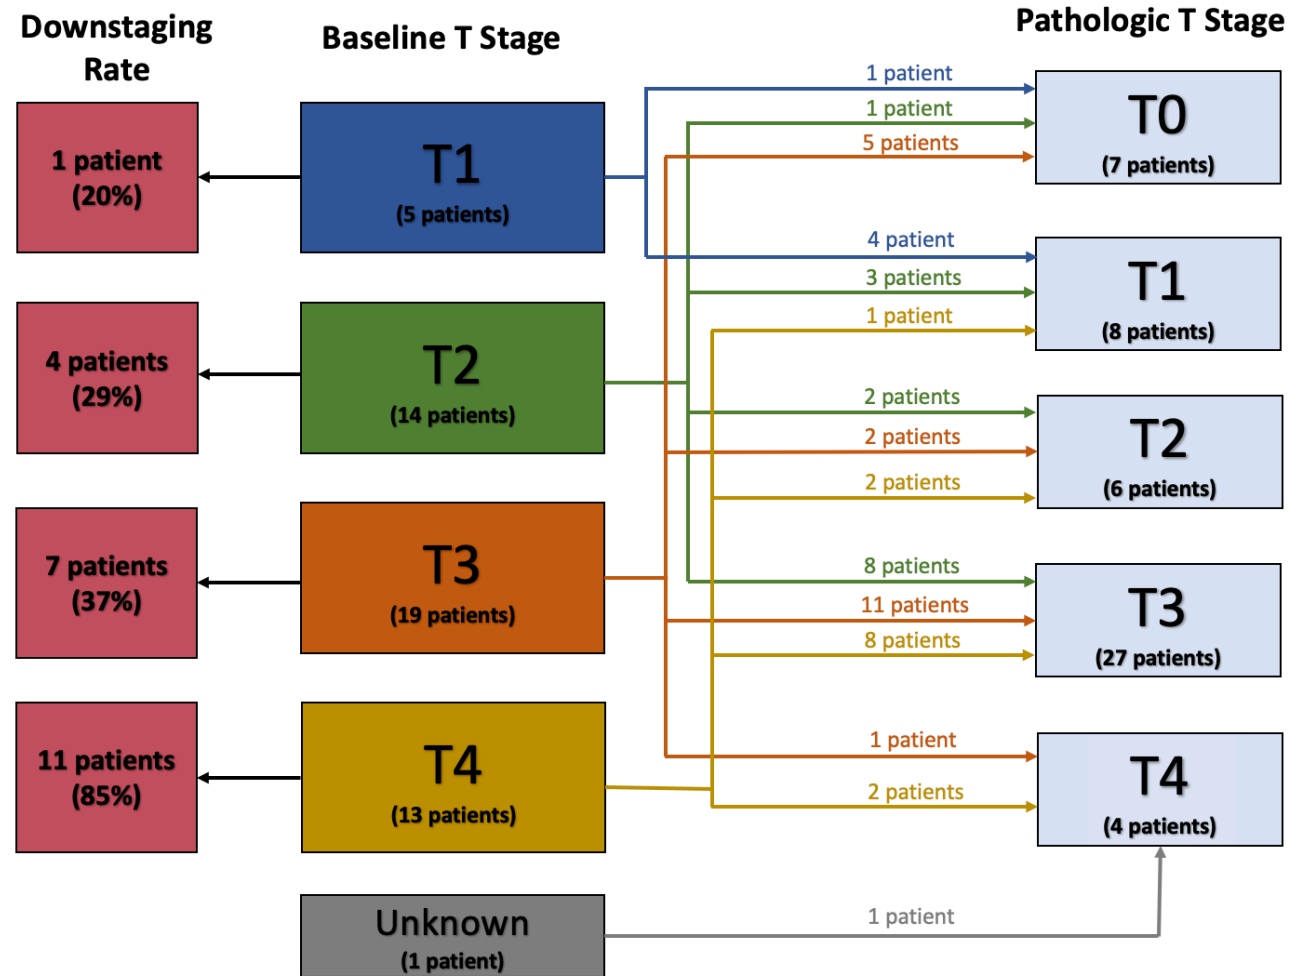 Downstaging
Rate
Baseline T Stage
Pathologic T Stage
1 patient
(20%)
T1
(5 patients)
1 patient
1 patient
5 patients
T0
(7 patients)
4 patient
3 patients
1 patient
T1
(8 patients)
4 patients
(29%)
T2
(14 patients)
2 patients
2 patients
2 patients
T2
(6 patients)
7 patients
(37%)
T3
(19 patients)
8 patients
11 patients
8 patients
T3
(27 patients)
11 patients
(85%)
T4
(13 patients)
1 patient
2 patients
T4
(4 patients)
Unknown
(1 patient)
1 patient